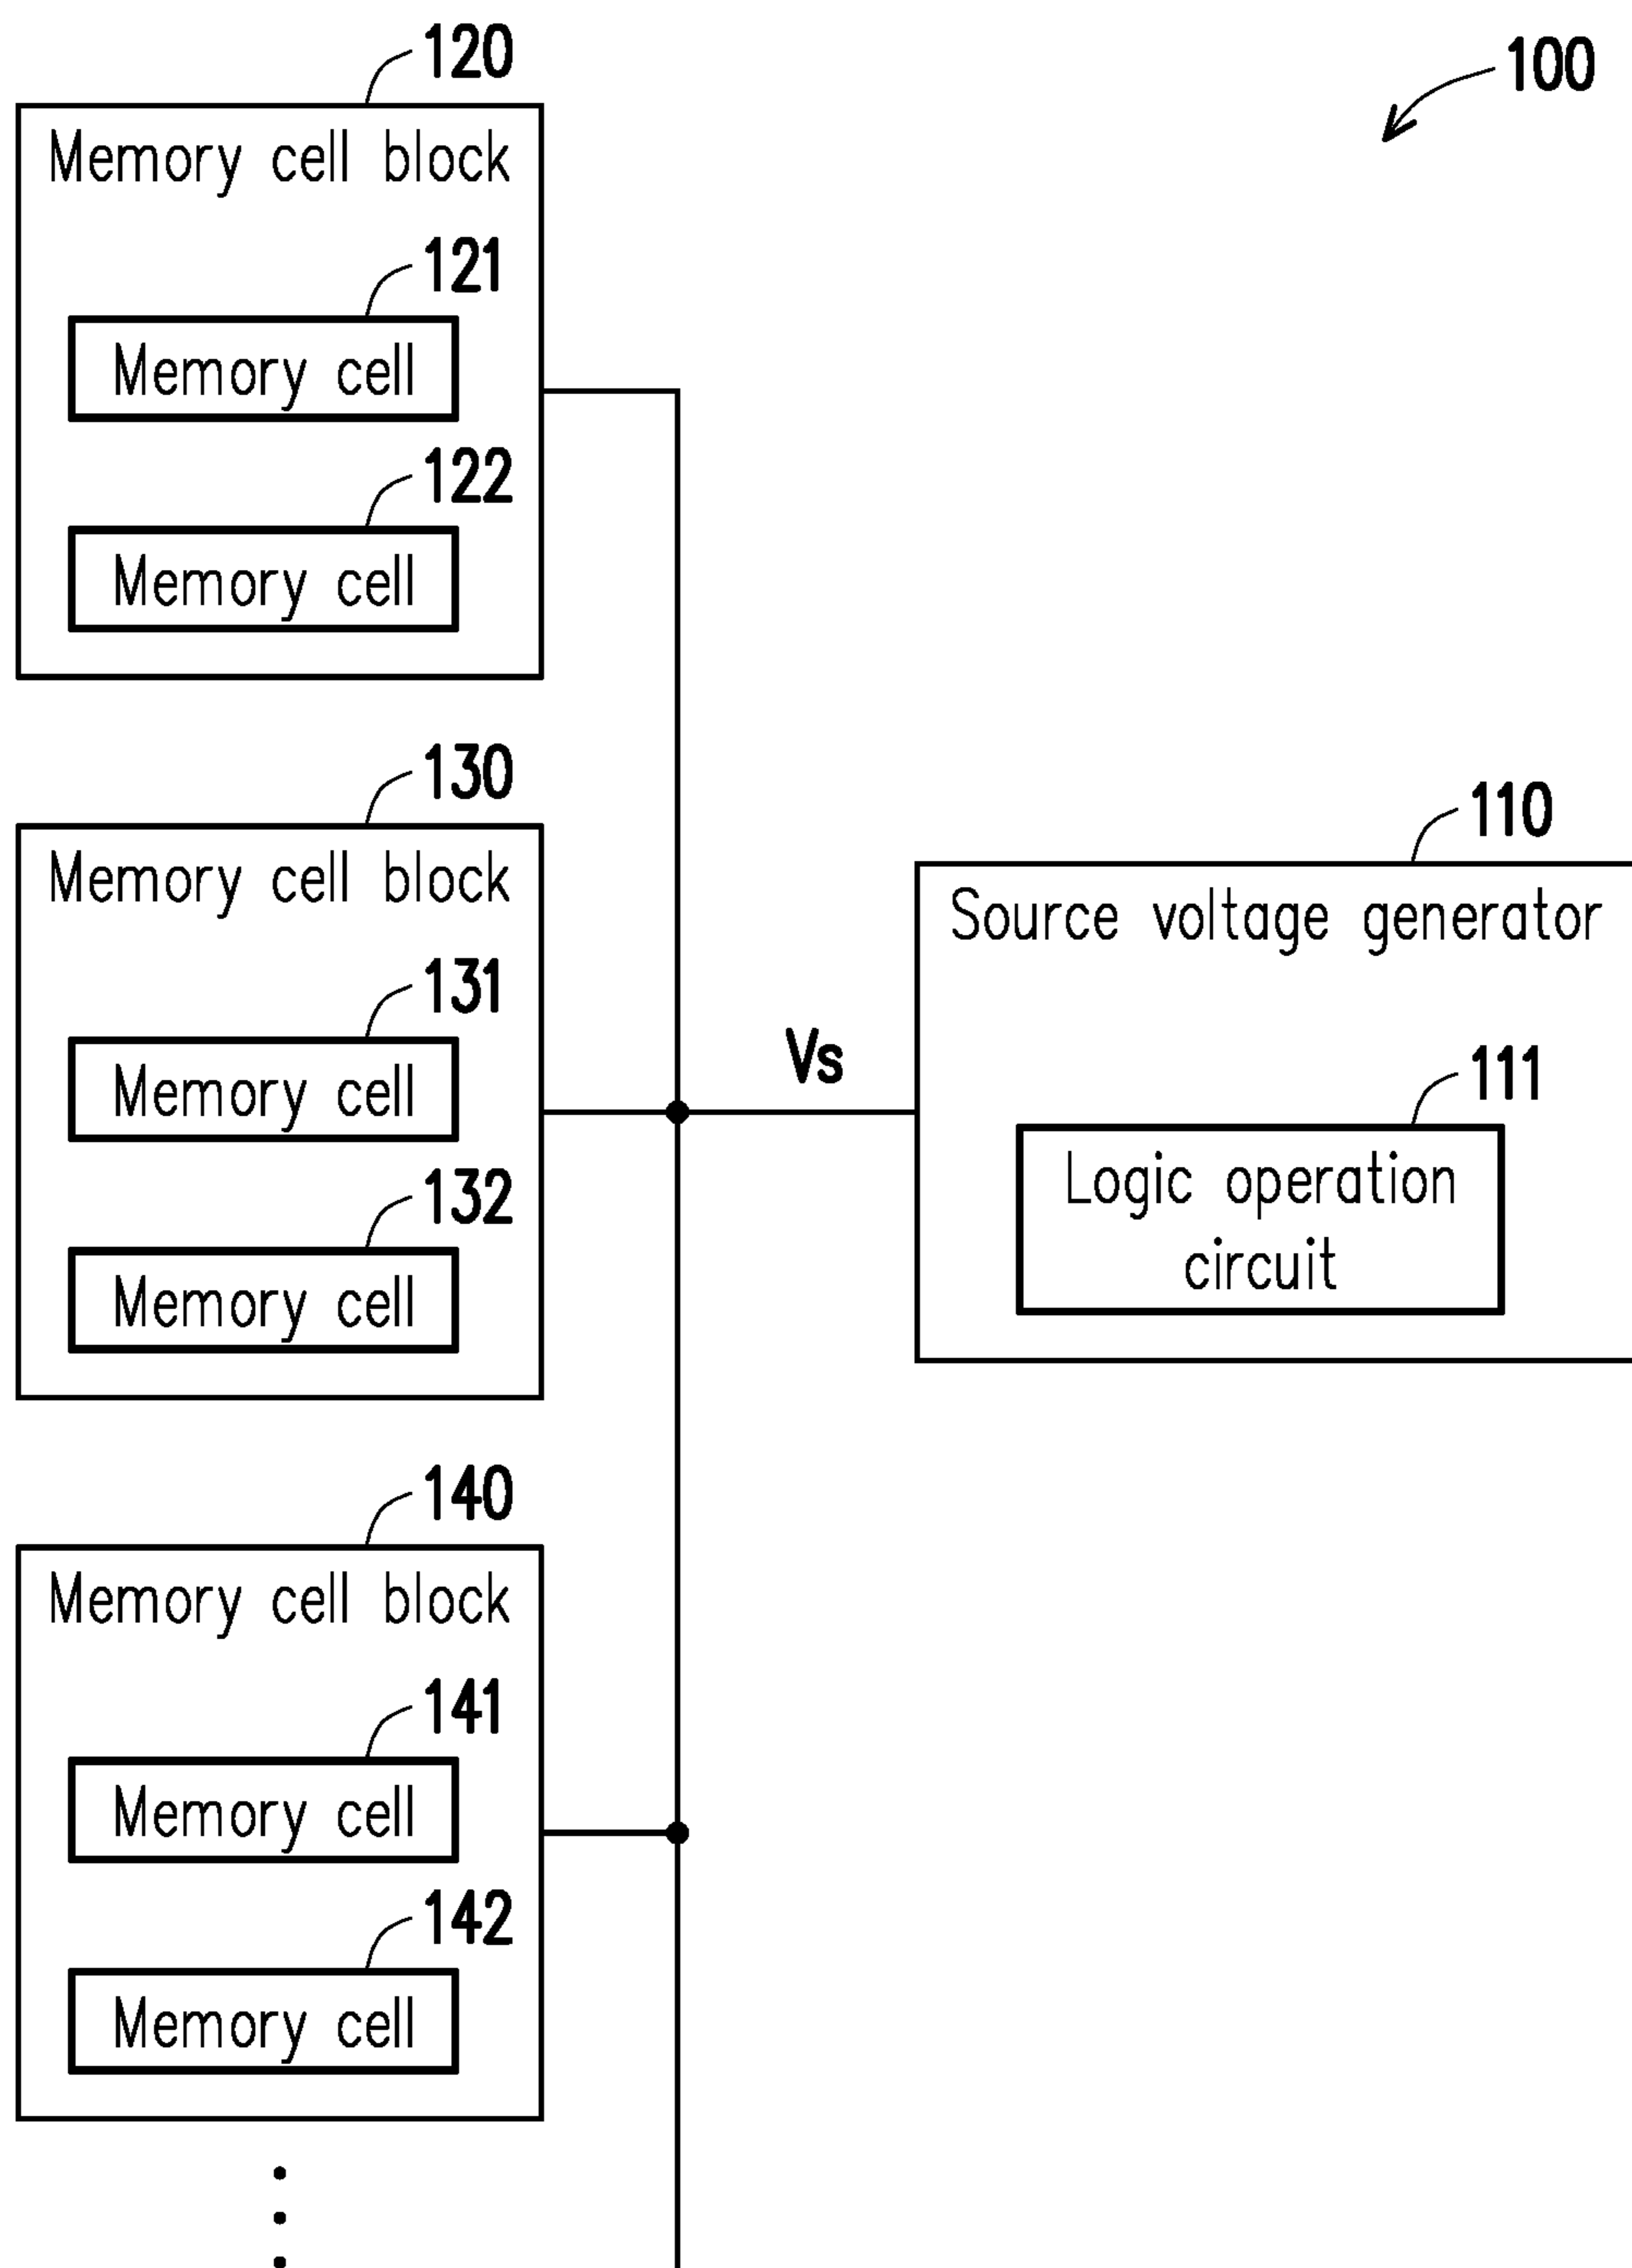 120
100
Memory cell block
121
Memory cell
122
Memory cell
130
Memory cell block
131
Memory cell
132
Memory cell
110
Source voltage generator
Vs
111
Logic operation
circuit
140
Memory cell block
141
Memory cell
142
Memory cell